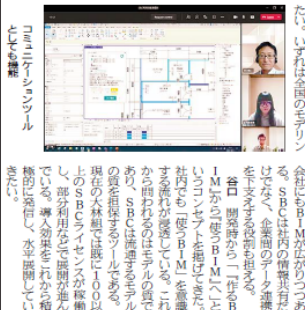 たい。いずれは全国のモデリン
コミュニケーションツール
としても機能
会社にもBIMが広がりつつあ
る。SBCは社内の情報共有だ
けでなく、企業間のデータ連携
を下支えする役割も担える。
谷口　開発時から「〝作るB
IM〟から〝使うBIM〟へ」と
いうコンセプトを掲げてきた。
社内でも〝使うBIM〟を意識
する流れが浸透している。これ
から問われるのはモデルの質で
あり、SBCは流通するモデル
の質を担保するツールである。
現在の大林組では既に100以
上のSBCライセンスが稼働
し、部分利用などで展開が進ん
でいる。導入効果をこれから積
極的に発信し、水平展開してい
きたい。